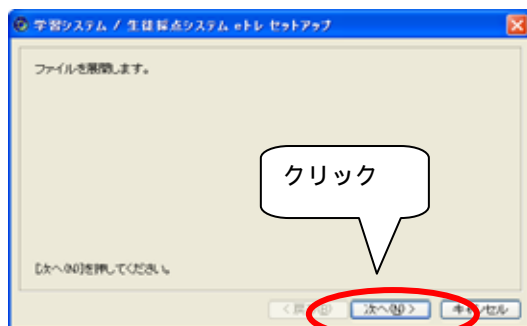 学習システム / 生徒採点システム eトレ セットアップ
ファイルを展開します。
クリック
[次へ(N)]を押してください。
< 戻る(B)
次へ(N) >
キャンセル